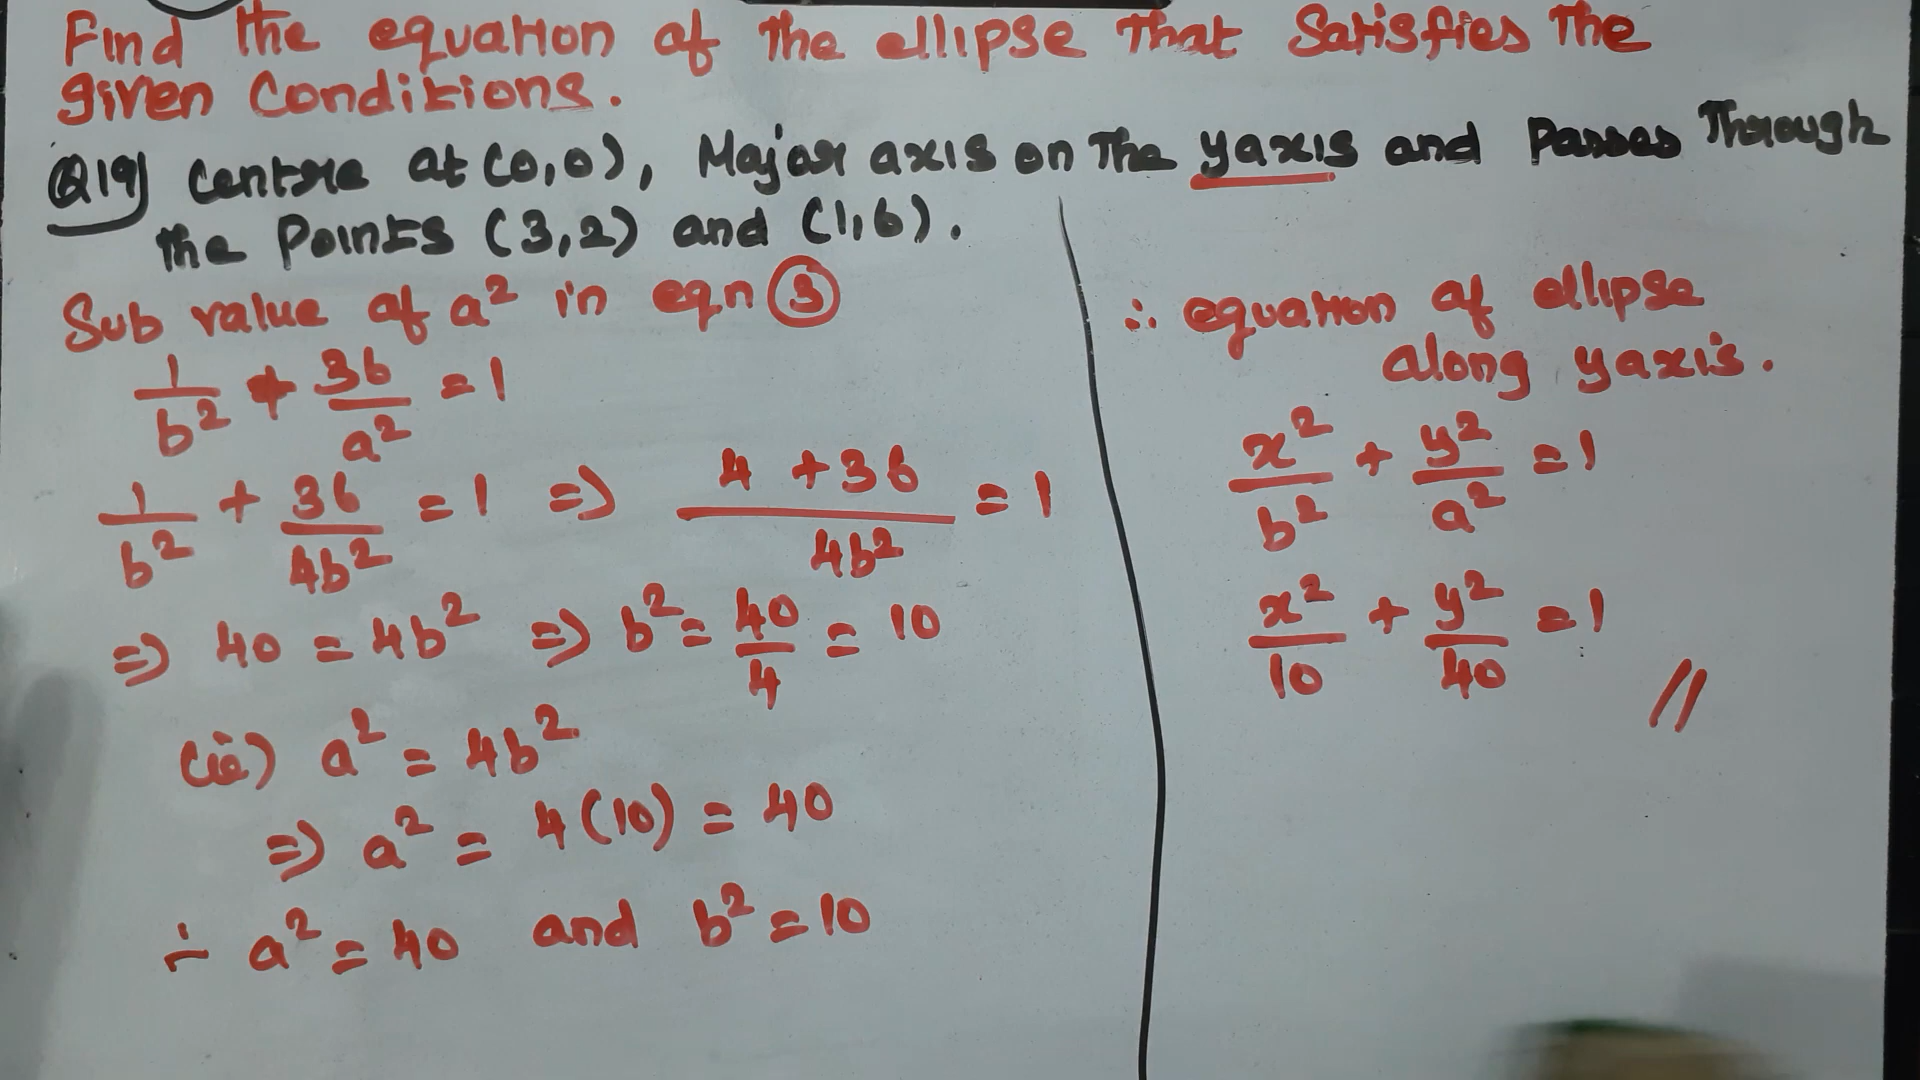 Find the equation of the ellipse that satisfies the
given conditions.
Q19) Centre at (0,0), Major axis on the y axis and Passes Through
the Points (3,2) and (1,6).
Sub value of a² in eqn ③
1/b² + 36/a² = 1
1/b² + 36/4b² = 1 ⇒ 4 + 36/4b² = 1
⇒ 40 = 4b² ⇒ b² = 40/4 = 10
(ie) a² = 4b²
⇒ a² = 4(10) = 40
∴ a² = 40 and b² = 10
∴ equation of ellipse
along y axis.
x²/b² + y²/a² = 1
x²/10 + y²/40 = 1 //